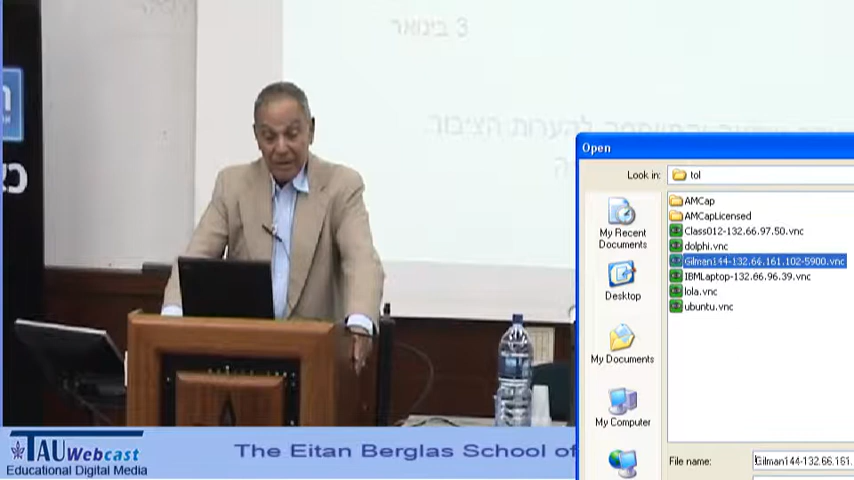 3 בינואר
להערות הציבור.
Open
Look in:
tol
AMCap
AMCapLicensed
Class012-132.66.97.50.vnc
dolphi.vnc
Gilman144-132.66.161.102-5900.vnc
IBMLaptop-132.66.96.39.vnc
lola.vnc
ubuntu.vnc
My Recent
Documents
Desktop
My Documents
My Computer
File name:
Gilman144-132.66.161.
TAUWebcast
Educational Digital Media
The Eitan Berglas School of